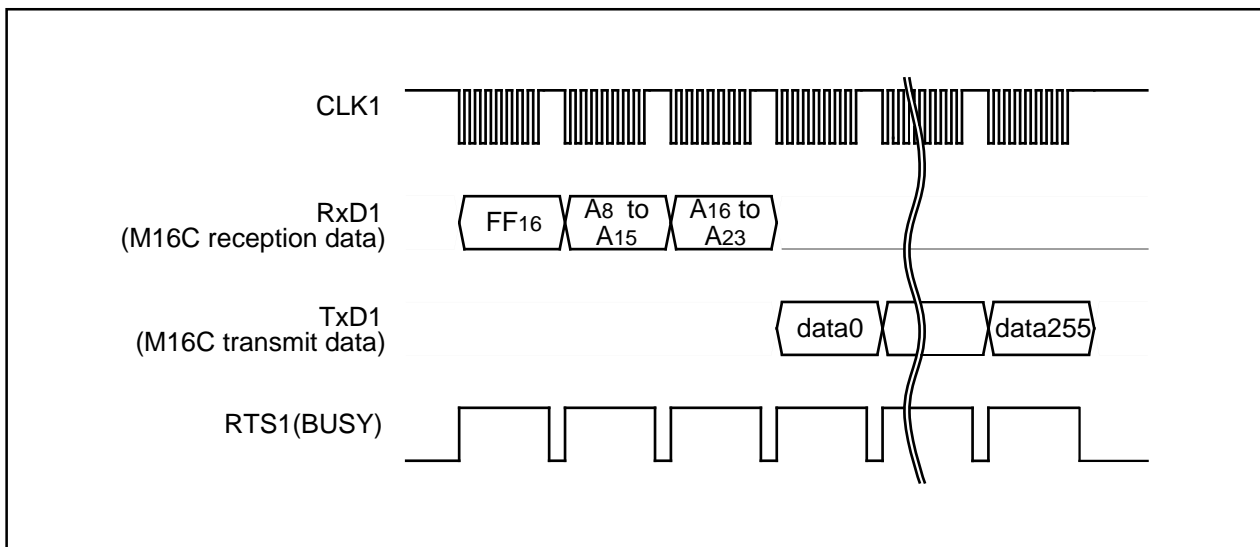 CLK1
RxD1
(M16C reception data)
FF16
A8 to
A15
A16 to
A23
TxD1
(M16C transmit data)
data0
data255
RTS1(BUSY)